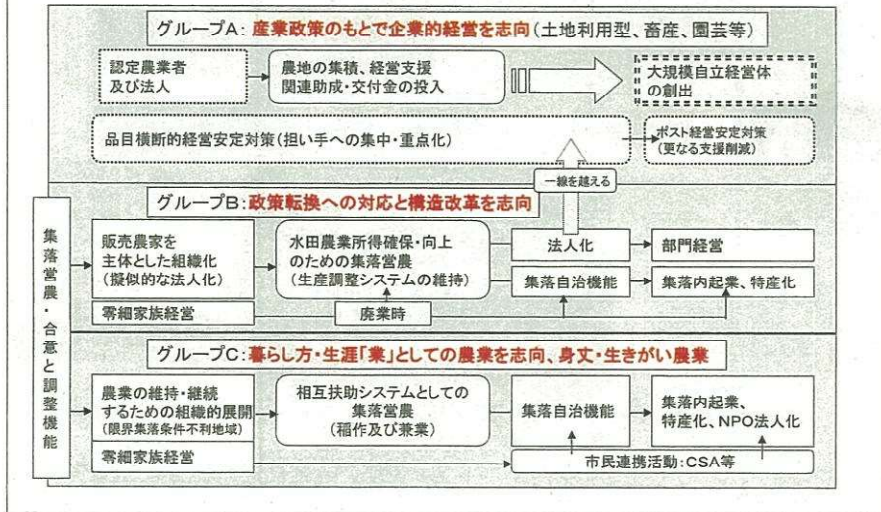 グループA: 産業政策のもとで企業的経営を志向(土地利用型、畜産、園芸等)
認定農業者
及び法人
農地の集積、経営支援
関連助成・交付金の投入
大規模自立経営体
の創出
品目横断的経営安定対策(担い手への集中・重点化)
ポスト経営安定対策
(更なる支援削減)
一線を越える
集落営農・合意と調整機能
グループB:政策転換への対応と構造改革を志向
販売農家を
主体とした組織化
(擬似的な法人化)
水田農業所得確保・向上
のための集落営農
(生産調整システムの維持)
法人化
部門経営
集落自治機能
集落内起業、特産化
零細家族経営
廃業時
グループC:暮らし方・生涯「業」としての農業を志向、身丈・生きがい農業
農業の維持・継続
するための組織的展開
(限界集落条件不利地域)
相互扶助システムとしての
集落営農
(稲作及び兼業)
集落自治機能
集落内起業、
特産化、NPO法人化
零細家族経営
市民連携活動:CSA等